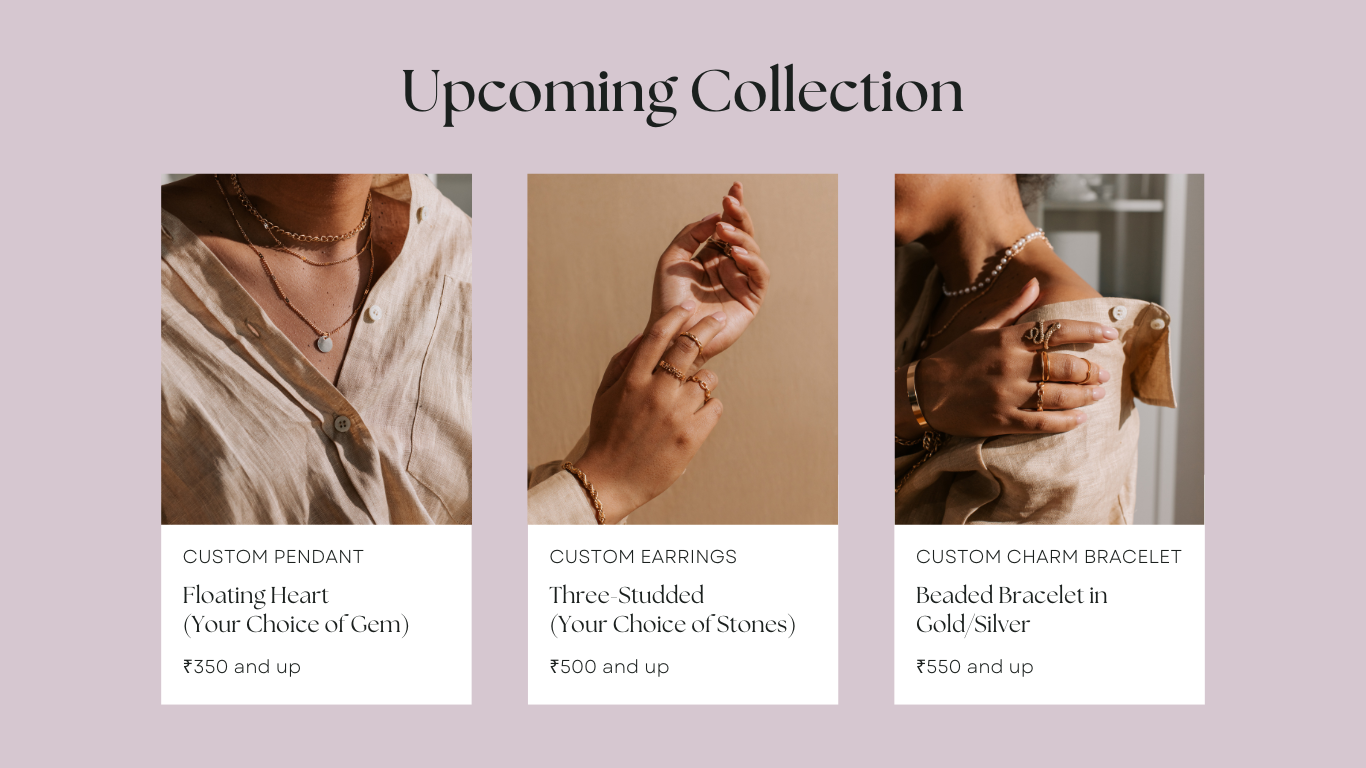 Upcoming Collection
CUSTOM PENDANT
Floating Heart
(Your Choice of Gem)
₹350 and up
CUSTOM EARRINGS
Three-Studded
(Your Choice of Stones)
₹500 and up
CUSTOM CHARM BRACELET
Beaded Bracelet in
Gold/Silver
₹550 and up